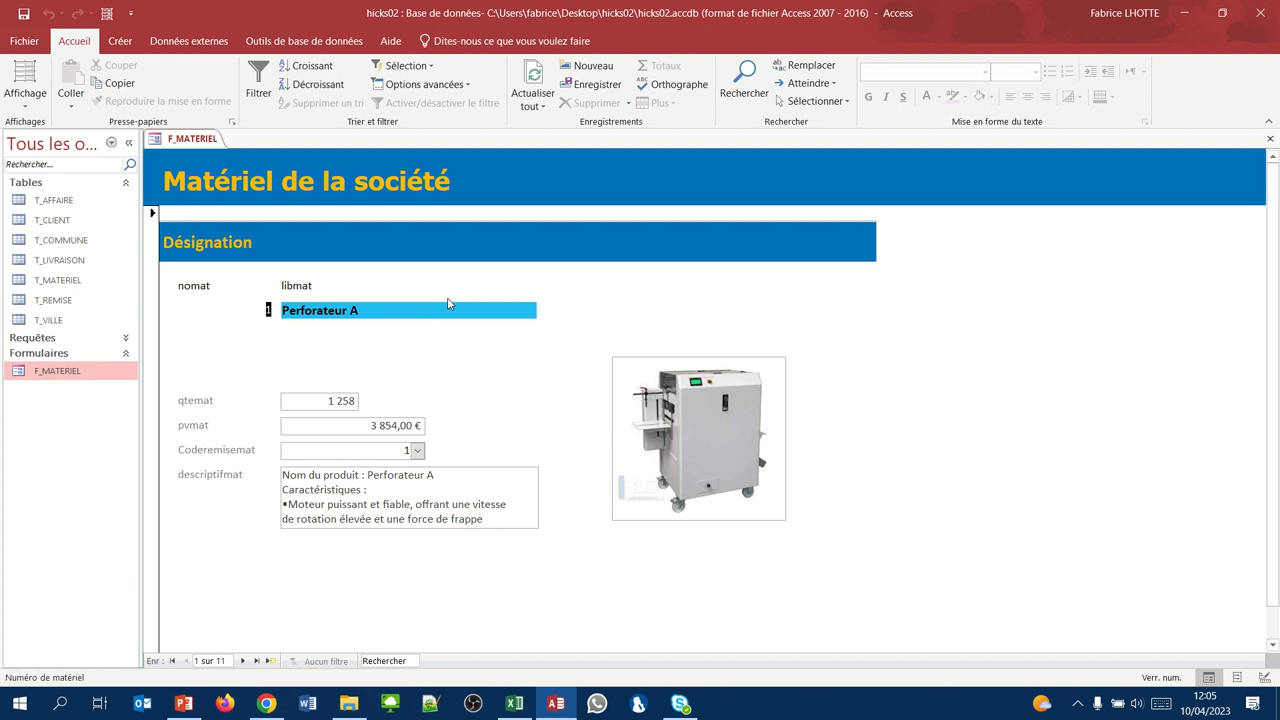 hicks02 : Base de données- C:\Users\fabrice\Desktop\hicks02\hicks02.accdb (format de fichier Access 2007 - 2016) - Access
Fabrice LHOTTE
Fichier Accueil Créer Données externes Outils de base de données Aide Dites-nous ce que vous voulez faire
Affichage
Affichages
Coller
Couper
Copier
Reproduire la mise en forme
Presse-papiers
Filtrer
Croissant
Décroissant
Supprimer un tri
Sélection
Options avancées
Activer/désactiver le filtre
Trier et filtrer
Actualiser
tout
Nouveau
Enregistrer
Supprimer
Totaux
Orthographe
Plus
Enregistrements
Rechercher
Remplacer
Atteindre
Sélectionner
Rechercher
G I S A
Mise en forme du texte
Tous les o...
Rechercher...
Tables
T_AFFAIRE
T_CLIENT
T_COMMUNE
T_LIVRAISON
T_MATERIEL
T_REMISE
T_VILLE
Requêtes
Formulaires
F_MATERIEL
F_MATERIEL
Matériel de la société
Désignation
nomat libmat
1 Perforateur A
qtemat 1 258
pvmat 3 854,00 €
Coderemisemat 1
descriptifmat
Nom du produit : Perforateur A
Caractéristiques :
•Moteur puissant et fiable, offrant une vitesse
de rotation élevée et une force de frappe
Enr : 1 sur 11 Aucun filtre Rechercher
Numéro de matériel
Verr. num.
12:05
10/04/2023